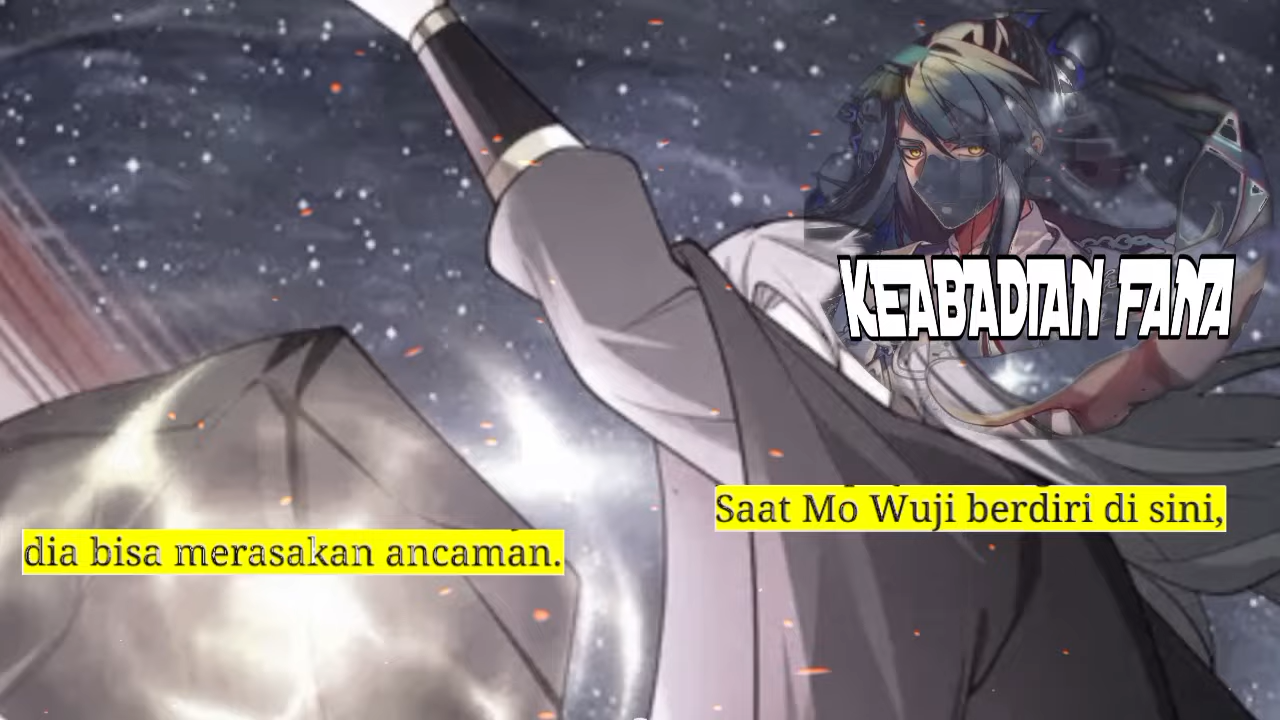 KEABADIAN FANA
Saat Mo Wuji berdiri di sini,
dia bisa merasakan ancaman.